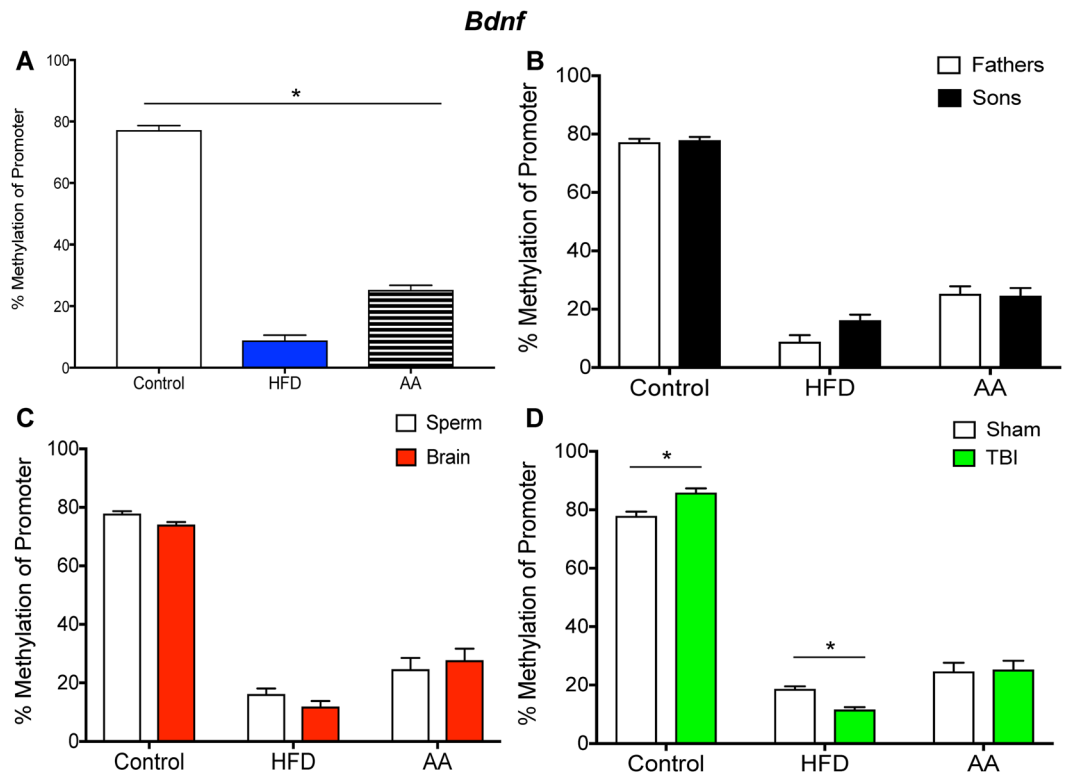 Bdnf
A
% Methylation of Promoter
100
80
60
40
20
0
*
Control HFD AA
B
% Methylation of Promoter
100
80
60
40
20
0
Fathers
Sons
Control HFD AA
C
% Methylation of Promoter
100
80
60
40
20
0
Sperm
Brain
Control HFD AA
D
% Methylation of Promoter
100
80
60
40
20
0
Sham
TBI
*
*
Control HFD AA